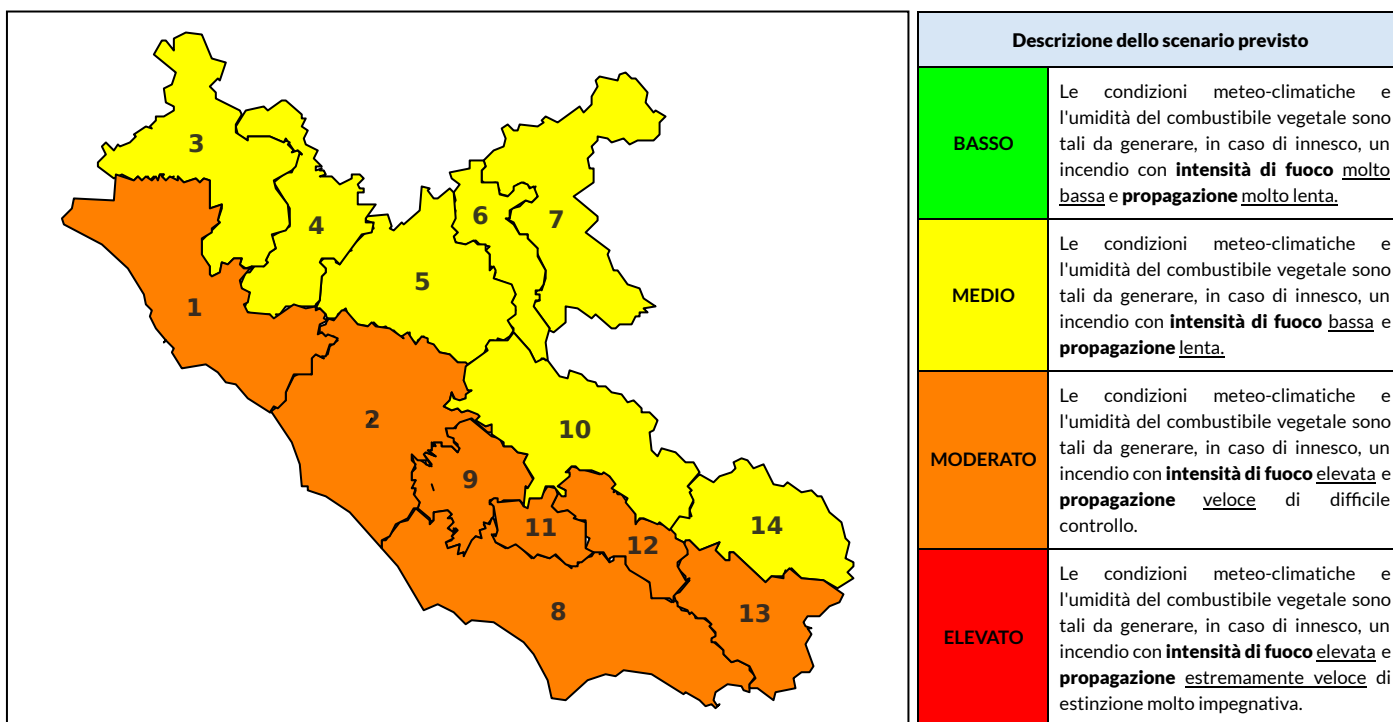 3
4
6
7
5
1
2
10
9
11
12
14
8
13
Descrizione dello scenario previsto
BASSO
Le condizioni meteo-climatiche e
l'umidità del combustibile vegetale sono
tali da generare, in caso di innesco, un
incendio con intensità di fuoco molto
bassa e propagazione molto lenta.
MEDIO
Le condizioni meteo-climatiche e
l'umidità del combustibile vegetale sono
tali da generare, in caso di innesco, un
incendio con intensità di fuoco bassa e
propagazione lenta.
MODERATO
Le condizioni meteo-climatiche e
l'umidità del combustibile vegetale sono
tali da generare, in caso di innesco, un
incendio con intensità di fuoco elevata e
propagazione veloce di difficile
controllo.
ELEVATO
Le condizioni meteo-climatiche e
l'umidità del combustibile vegetale sono
tali da generare, in caso di innesco, un
incendio con intensità di fuoco elevata e
propagazione estremamente veloce di
estinzione molto impegnativa.